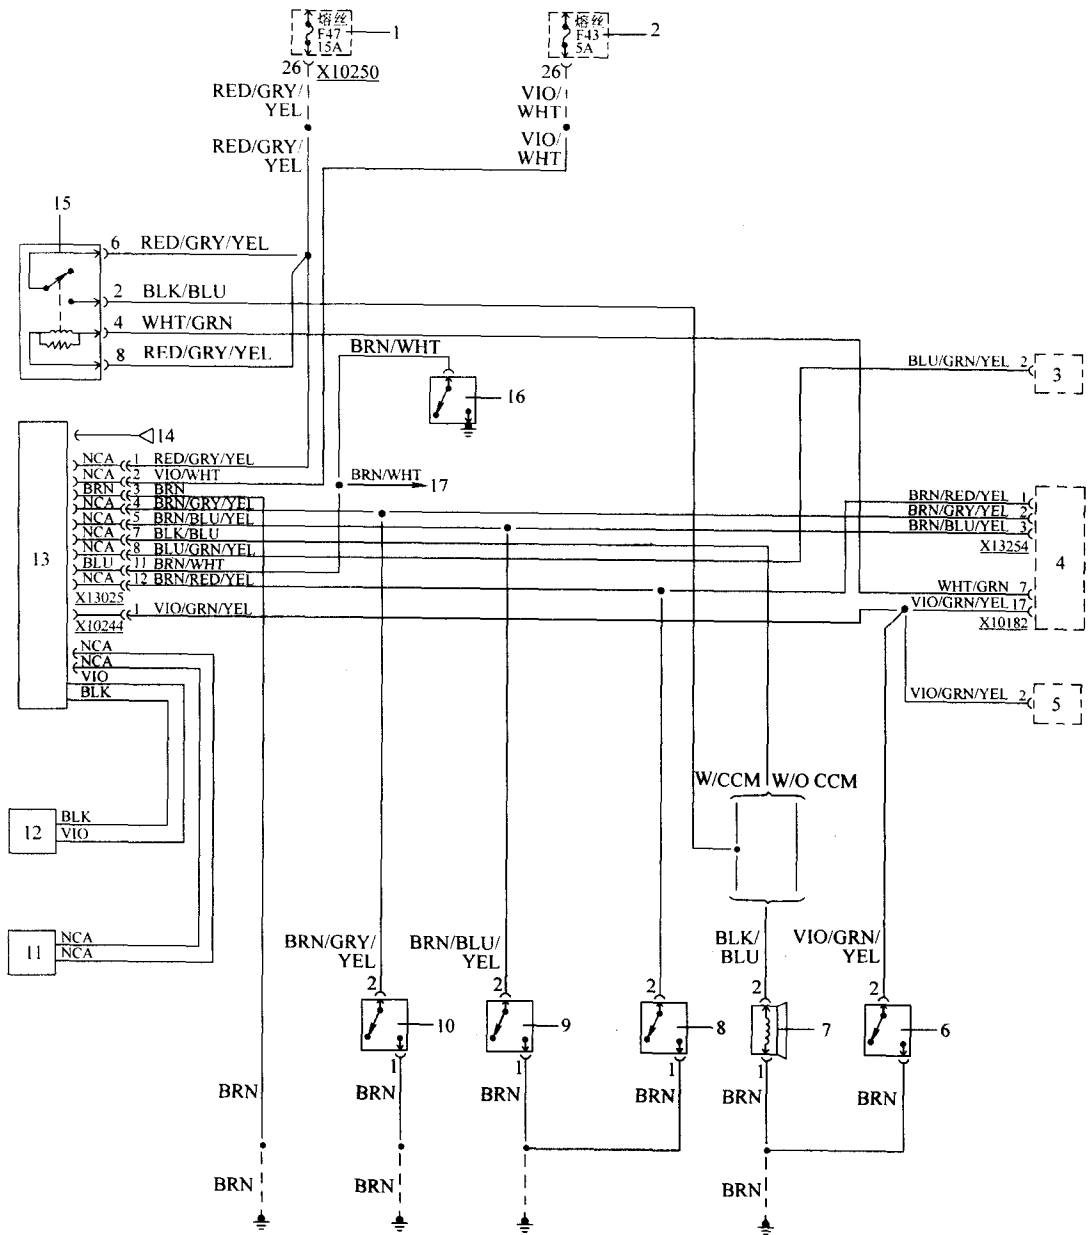 熔丝
F47
15A
1
熔丝
F43
5A
2
26
X10250
26
RED/GRY/
YEL
VIO/
WHT
RED/GRY/
YEL
VIO/
WHT
15
6 RED/GRY/YEL
2 BLK/BLU
4 WHT/GRN
8 RED/GRY/YEL
BRN/WHT
16
BLU/GRN/YEL 2
3
14
13
NCA 1 RED/GRY/YEL
NCA 2 VIO/WHT
BRN 3 BRN
NCA 4 BRN/GRY/YEL
NCA 5 BRN/BLU/YEL
NCA 7 BLK/BLU
NCA 8 BLU/GRN/YEL
BLU 11 BRN/WHT
NCA 12 BRN/RED/YEL
X13025
1 VIO/GRN/YEL
X10244
NCA
NCA
VIO
BLK
BRN/WHT
17
BRN/RED/YEL 1
BRN/GRY/YEL 2
BRN/BLU/YEL 3
X13254
4
WHT/GRN 7
VIO/GRN/YEL 17
X10182
VIO/GRN/YEL 2
5
W/CCM W/O CCM
12
BLK
VIO
11
NCA
NCA
BRN/GRY/
YEL
BRN/BLU/
YEL
BLK/
BLU
VIO/GRN/
YEL
2
2
2
2
2
10
9
8
7
6
1
1
1
1
BRN
BRN
BRN
BRN
BRN
BRN
BRN
BRN
BRN